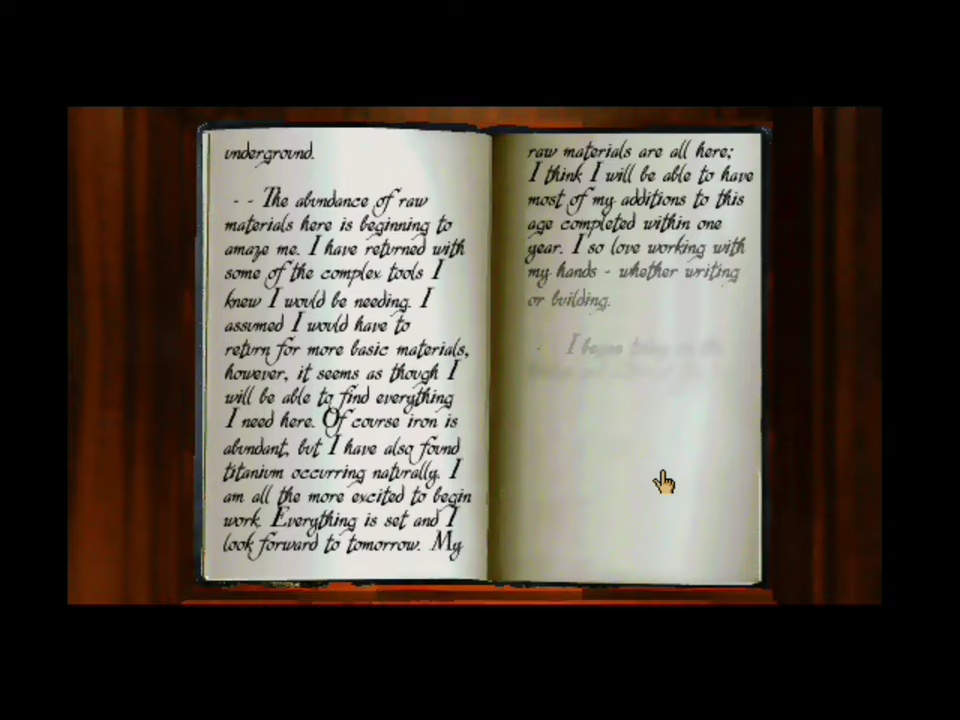 underground.
- - The abundance of raw
materials here is beginning to
amaze me. I have returned with
some of the complex tools I
knew I would be needing. I
assumed I would have to
return for more basic materials,
however, it seems as though I
will be able to find everything
I need here. Of course iron is
abundant, but I have also found
titanium occurring naturally. I
am all the more excited to begin
work. Everything is set and I
look forward to tomorrow. My
raw materials are all here;
I think I will be able to have
most of my additions to this
age completed within one
year. I so love working with
my hands - whether writing
or building.
- I began today